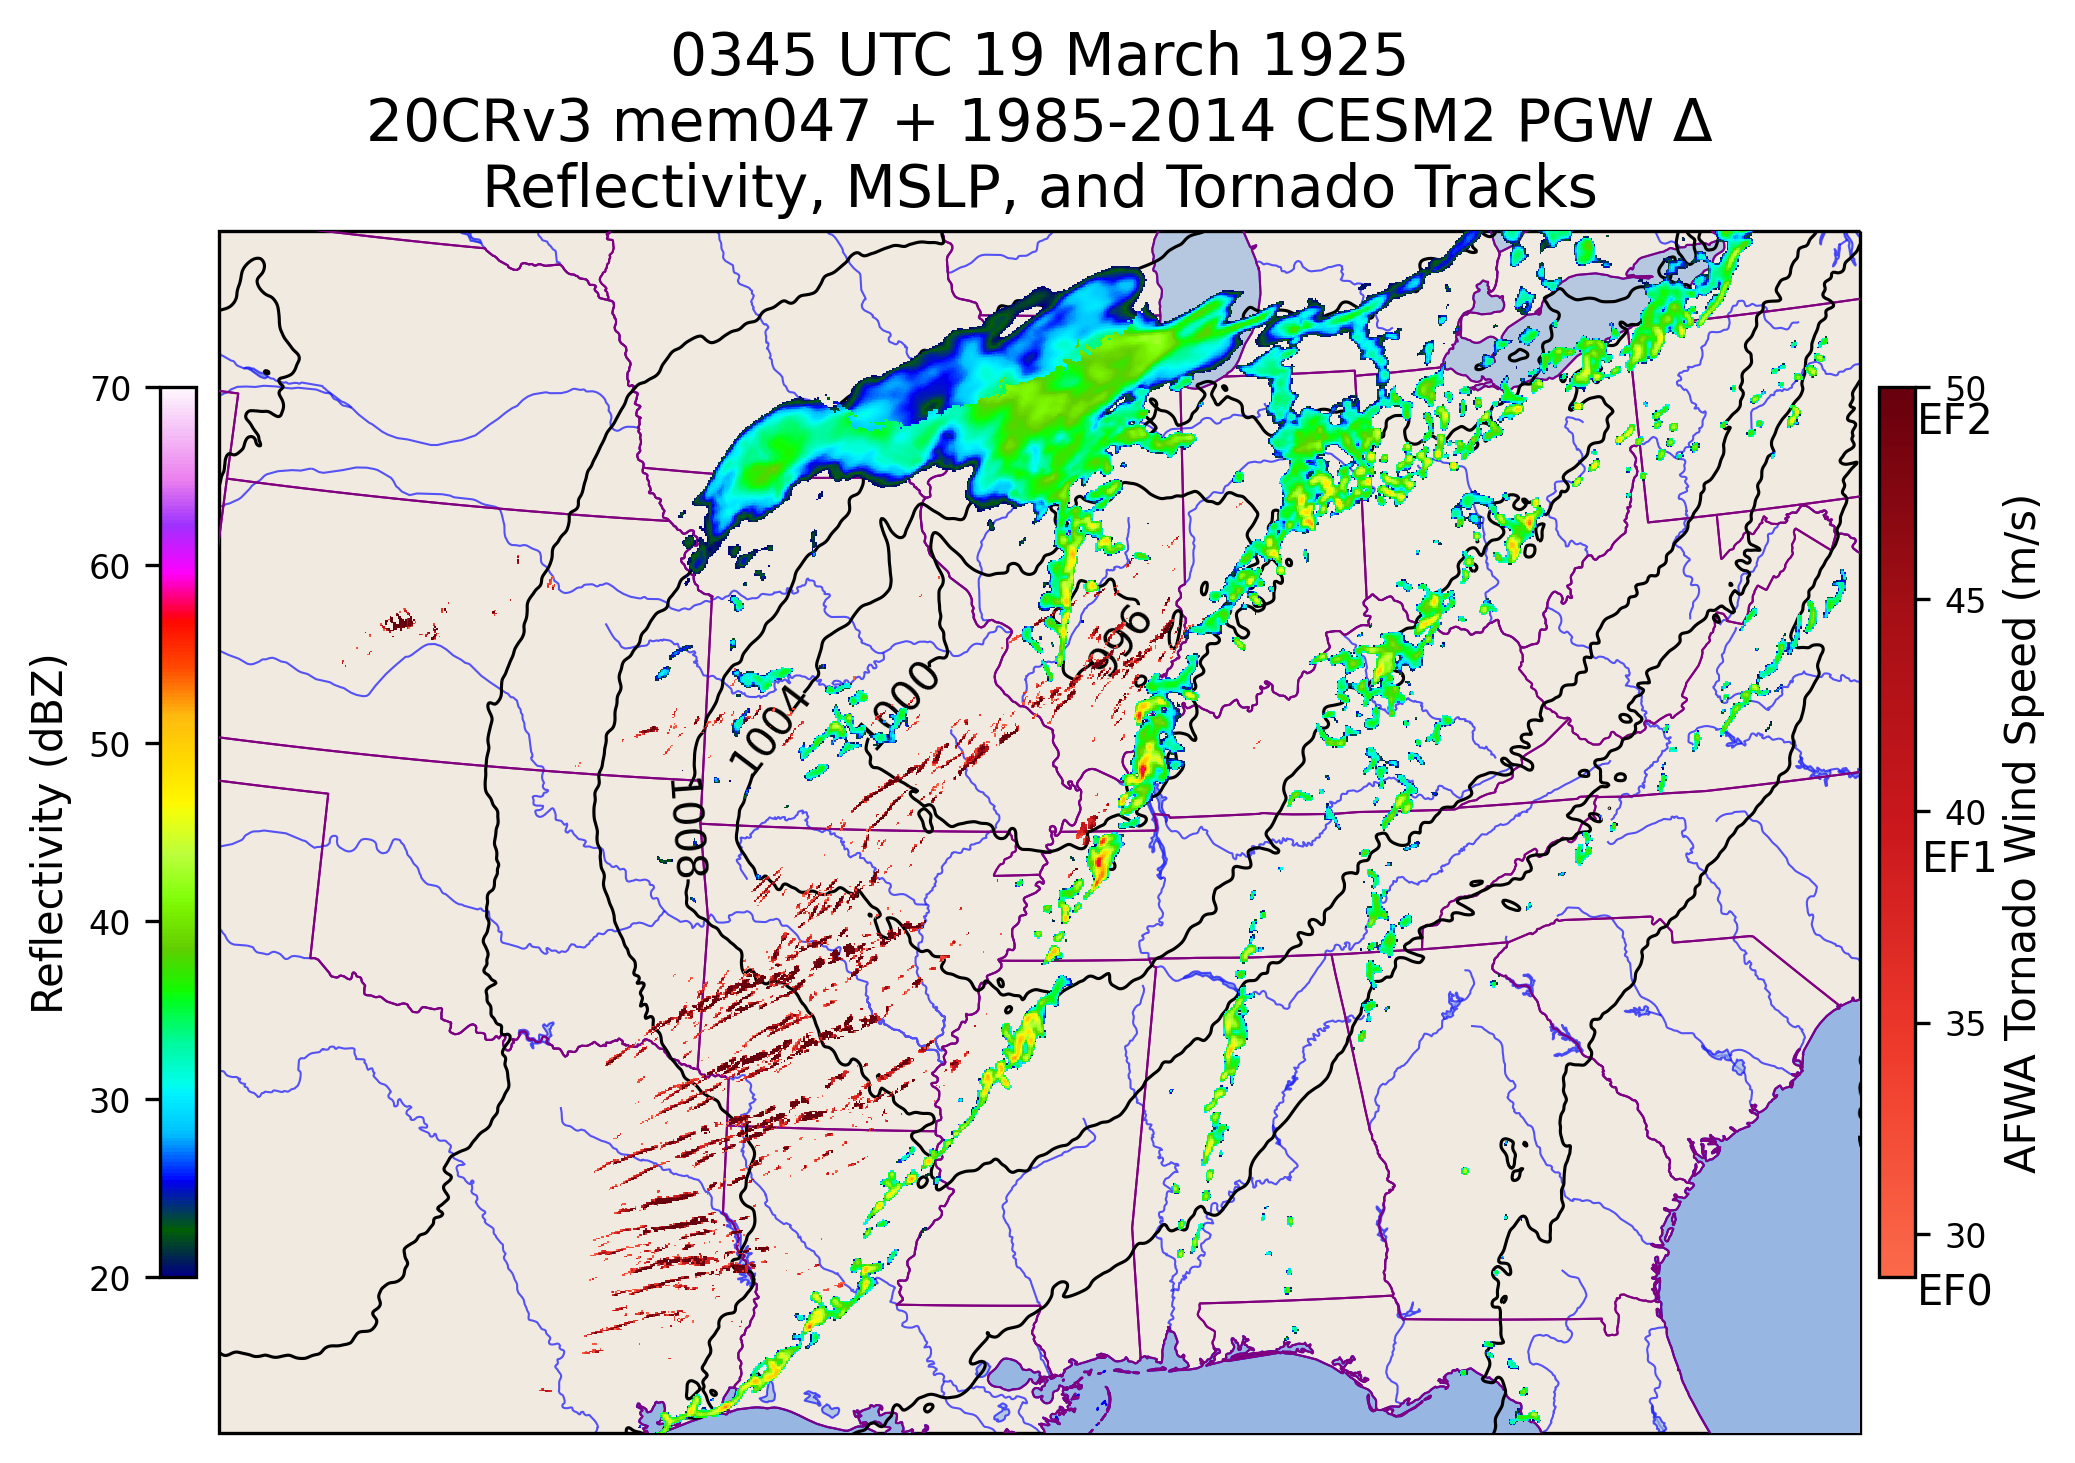 0345 UTC 19 March 1925
20CRv3 mem047 + 1985-2014 CESM2 PGW Δ
Reflectivity, MSLP, and Tornado Tracks
70
60
50
40
30
20
Reflectivity (dBZ)
996
1000
1004
1008
50
EF2
45
40
EF1
35
30
EF0
AFWA Tornado Wind Speed (m/s)